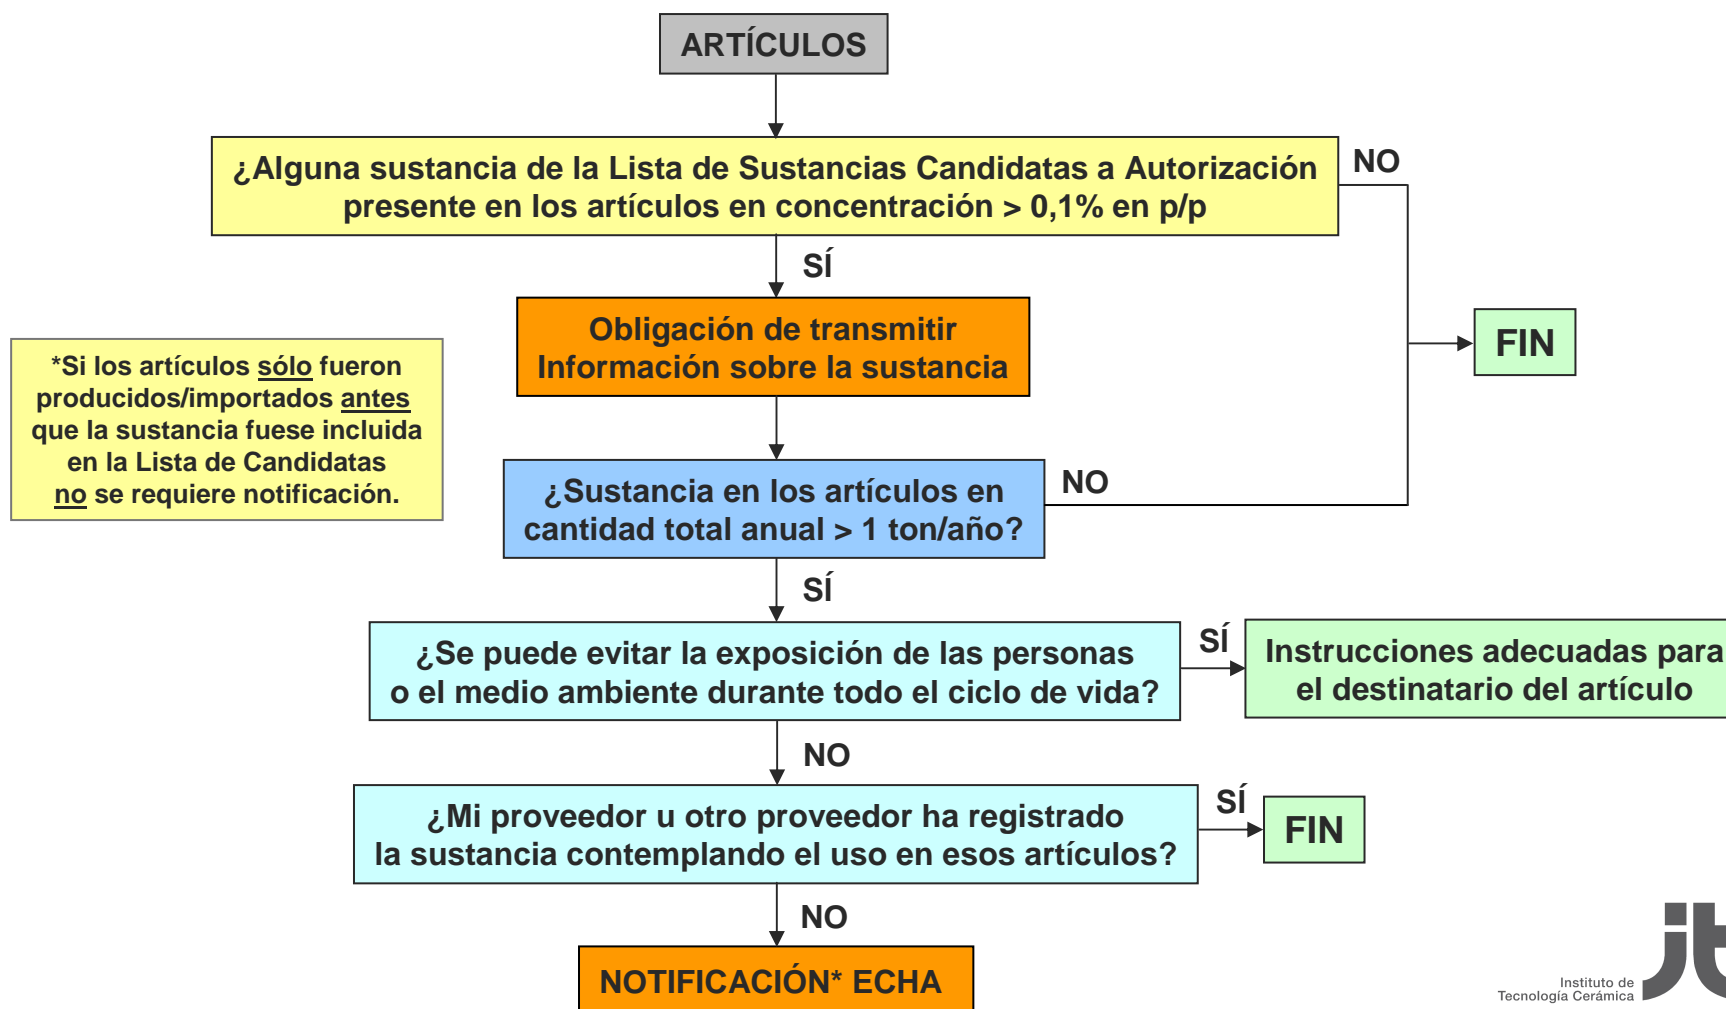 ARTÍCULOS
¿Alguna sustancia de la Lista de Sustancias Candidatas a Autorización
presente en los artículos en concentración > 0,1% en p/p
NO
SÍ
Obligación de transmitir
Información sobre la sustancia
FIN
*Si los artículos sólo fueron
producidos/importados antes
que la sustancia fuese incluida
en la Lista de Candidatas
no se requiere notificación.
¿Sustancia en los artículos en
cantidad total anual > 1 ton/año?
NO
SÍ
¿Se puede evitar la exposición de las personas
o el medio ambiente durante todo el ciclo de vida?
SÍ
Instrucciones adecuadas para
el destinatario del artículo
NO
¿Mi proveedor u otro proveedor ha registrado
la sustancia contemplando el uso en esos artículos?
SÍ
FIN
NO
NOTIFICACIÓN* ECHA
Instituto de
Tecnología Cerámica